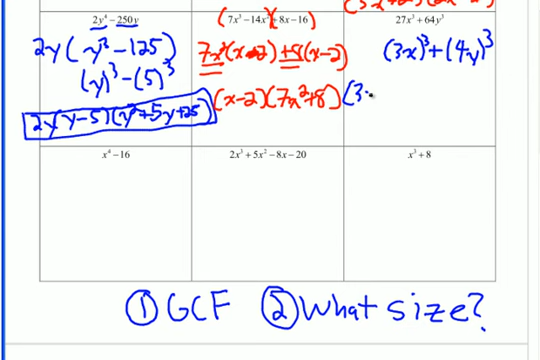 2y⁴ – 250y
2y(y³ – 125)
(y)³ – (5)³
2y(y–5)(y²+5y+25)
7x³ –14x²)(+8x –16)
7x²(x–2) +8(x–2)
(x–2)(7x²+8)
27x³ + 64y³
(3x)³ + (4y)³
(3
x⁴ –16
2x³ + 5x² – 8x – 20
x³ + 8
① GCF ② What size?